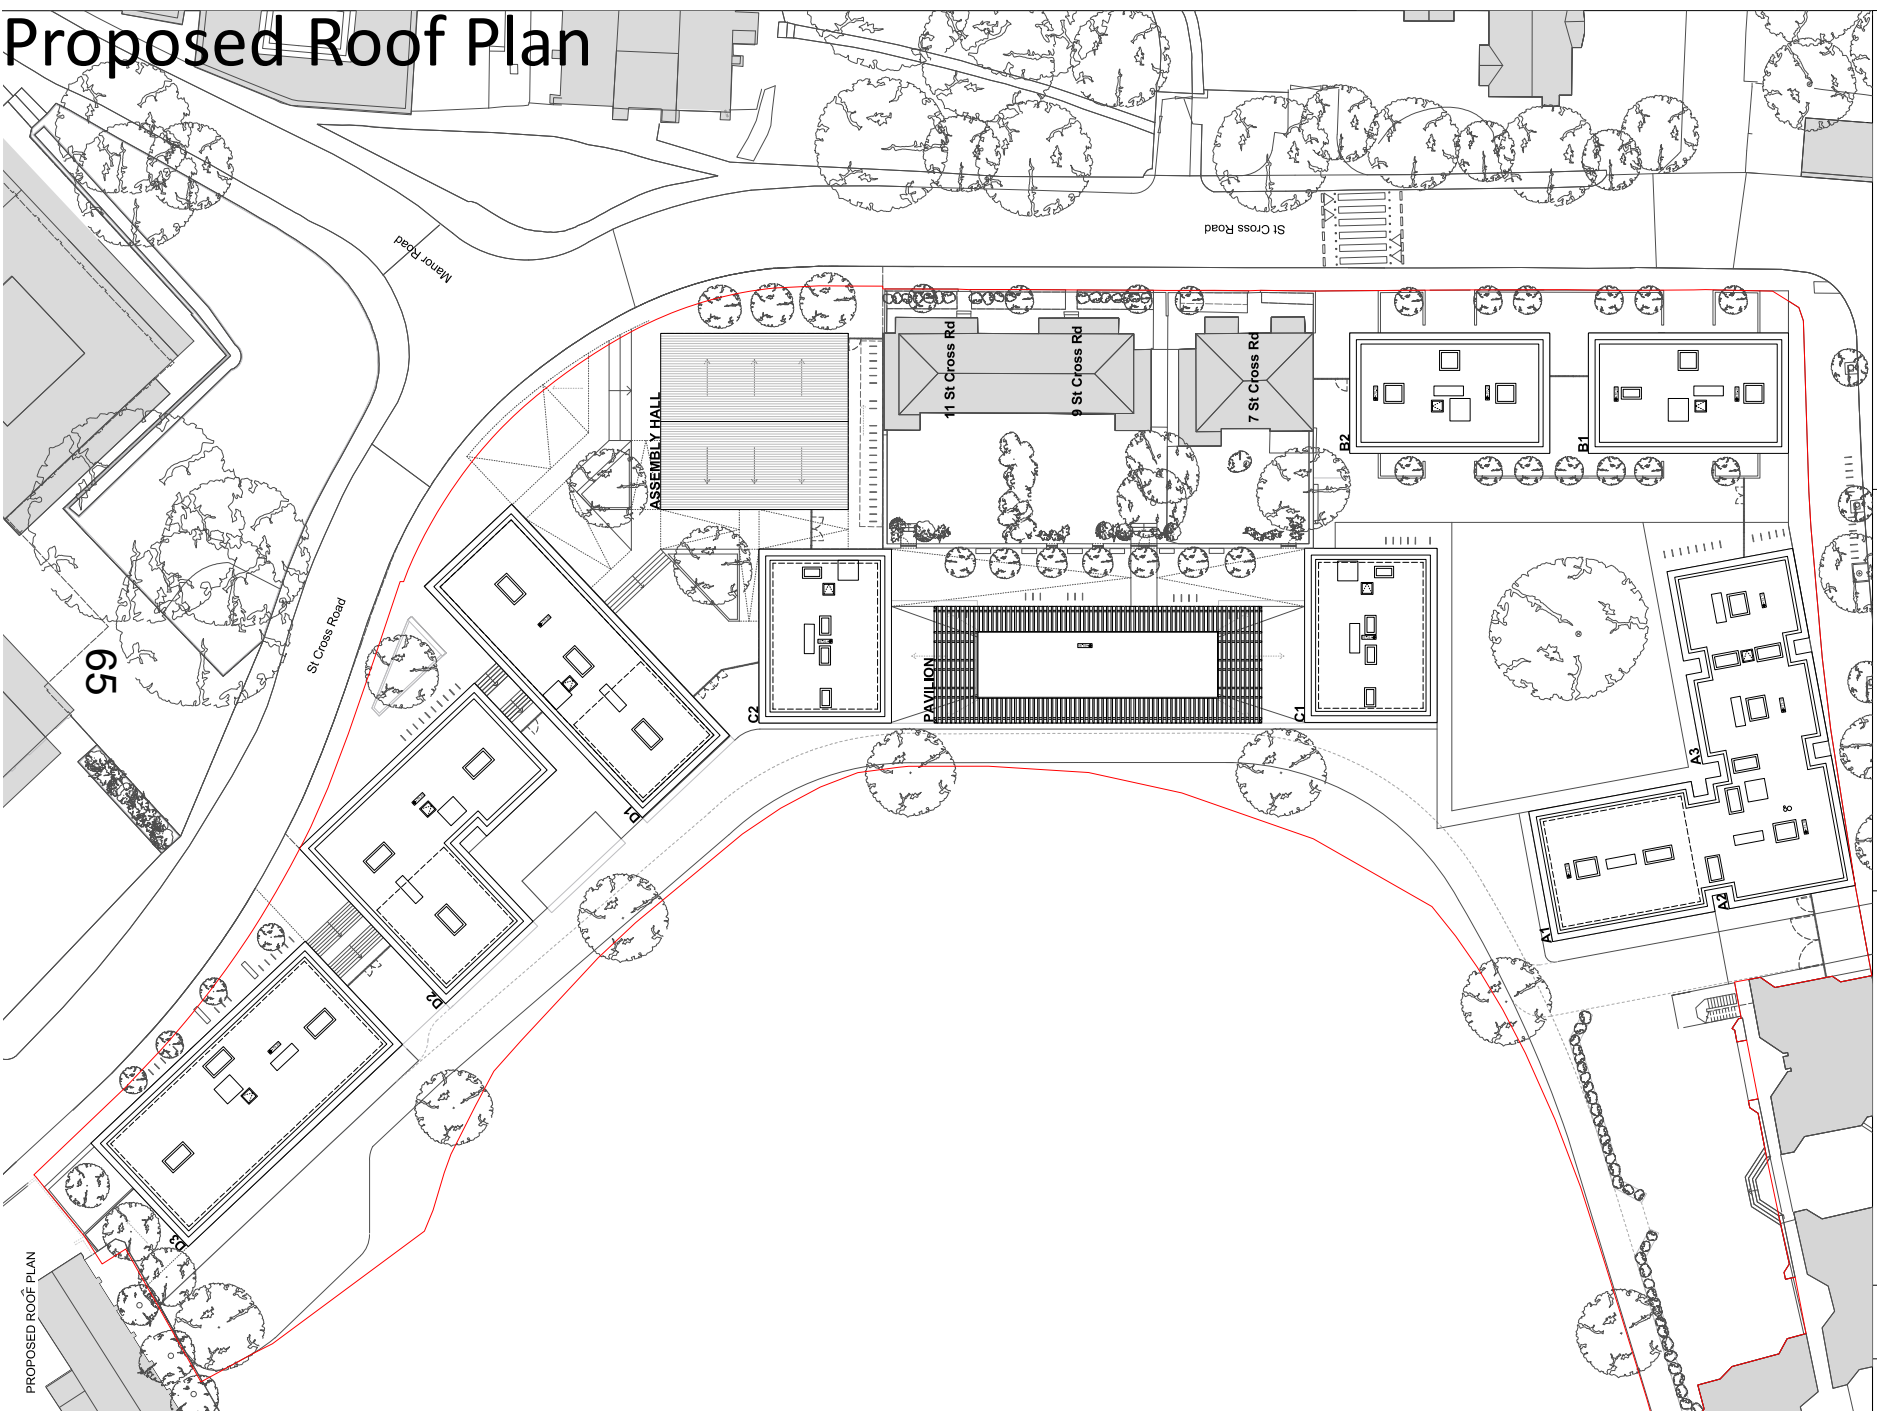 Proposed Roof Plan
Manor Road
St Cross Road
11 St Cross Rd
9 St Cross Rd
7 St Cross Rd
ASSEMBLY HALL
B2
B1
St Cross Road
65
C2
PAVILION
C1
A3
D1
A2
A1
D2
D3
PROPOSED ROOF PLAN